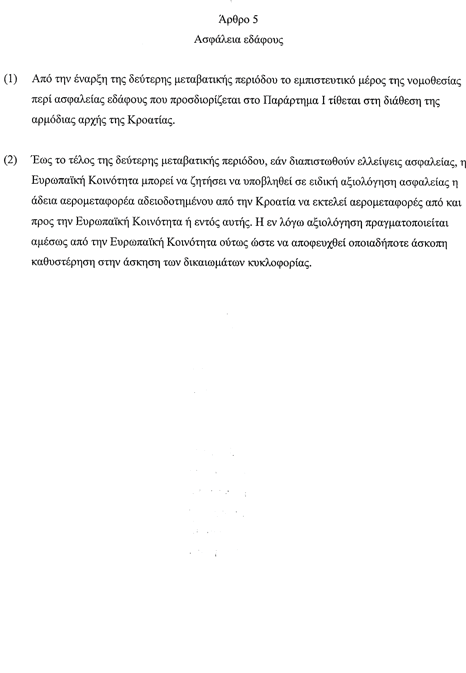 Άρθρο 5
Ασφάλεια εδάφους
(1) Από την έναρξη της δεύτερης μεταβατικής περιόδου το εμπιστευτικό μέρος της νομοθεσίας
περί ασφαλείας εδάφους που προσδιορίζεται στο Παράρτημα Ι τίθεται στη διάθεση της
αρμόδιας αρχής της Κροατίας.
(2) Έως το τέλος της δεύτερης μεταβατικής περιόδου, εάν διαπιστωθούν ελλείψεις ασφαλείας, η
Ευρωπαϊκή Κοινότητα μπορεί να ζητήσει να υποβληθεί σε ειδική αξιολόγηση ασφαλείας η
άδεια αερομεταφορέα αδειοδοτημένου από την Κροατία να εκτελεί αερομεταφορές από και
προς την Ευρωπαϊκή Κοινότητα ή εντός αυτής. Η εν λόγω αξιολόγηση πραγματοποιείται
αμέσως από την Ευρωπαϊκή Κοινότητα ούτως ώστε να αποφευχθεί οποιαδήποτε άσκοπη
καθυστέρηση στην άσκηση των δικαιωμάτων κυκλοφορίας.